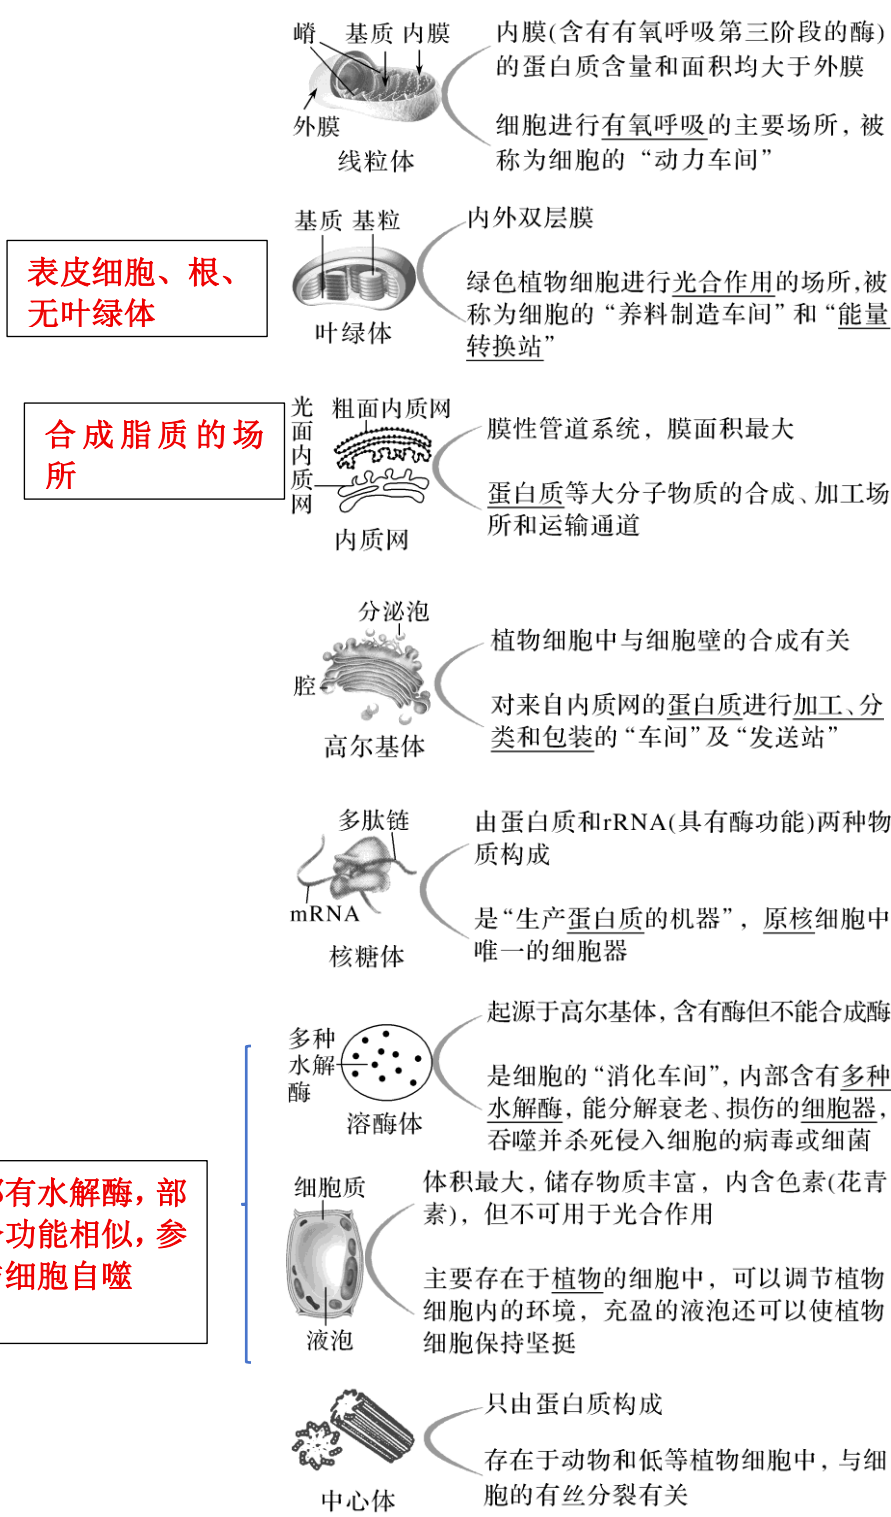 嵴 基质 内膜
外膜
线粒体
内膜(含有有氧呼吸第三阶段的酶)
的蛋白质含量和面积均大于外膜
细胞进行有氧呼吸的主要场所，被
称为细胞的“动力车间”
表皮细胞、根、
无叶绿体
基质 基粒
叶绿体
内外双层膜
绿色植物细胞进行光合作用的场所,被
称为细胞的“养料制造车间”和“能量
转换站”
合成脂质的场
所
光面内质网
粗面内质网
内质网
膜性管道系统，膜面积最大
蛋白质等大分子物质的合成、加工场
所和运输通道
分泌泡
腔
高尔基体
植物细胞中与细胞壁的合成有关
对来自内质网的蛋白质进行加工、分
类和包装的“车间”及“发送站”
多肽链
mRNA
核糖体
由蛋白质和rRNA(具有酶功能)两种物
质构成
是“生产蛋白质的机器”，原核细胞中
唯一的细胞器
多种
水解
酶
溶酶体
起源于高尔基体，含有酶但不能合成酶
是细胞的“消化车间”，内部含有多种
水解酶，能分解衰老、损伤的细胞器，
吞噬并杀死侵入细胞的病毒或细菌
有水解酶，部
功能相似，参
细胞自噬
细胞质
液泡
体积最大，储存物质丰富，内含色素(花青
素)，但不可用于光合作用
主要存在于植物的细胞中，可以调节植物
细胞内的环境，充盈的液泡还可以使植物
细胞保持坚挺
中心体
只由蛋白质构成
存在于动物和低等植物细胞中，与细
胞的有丝分裂有关